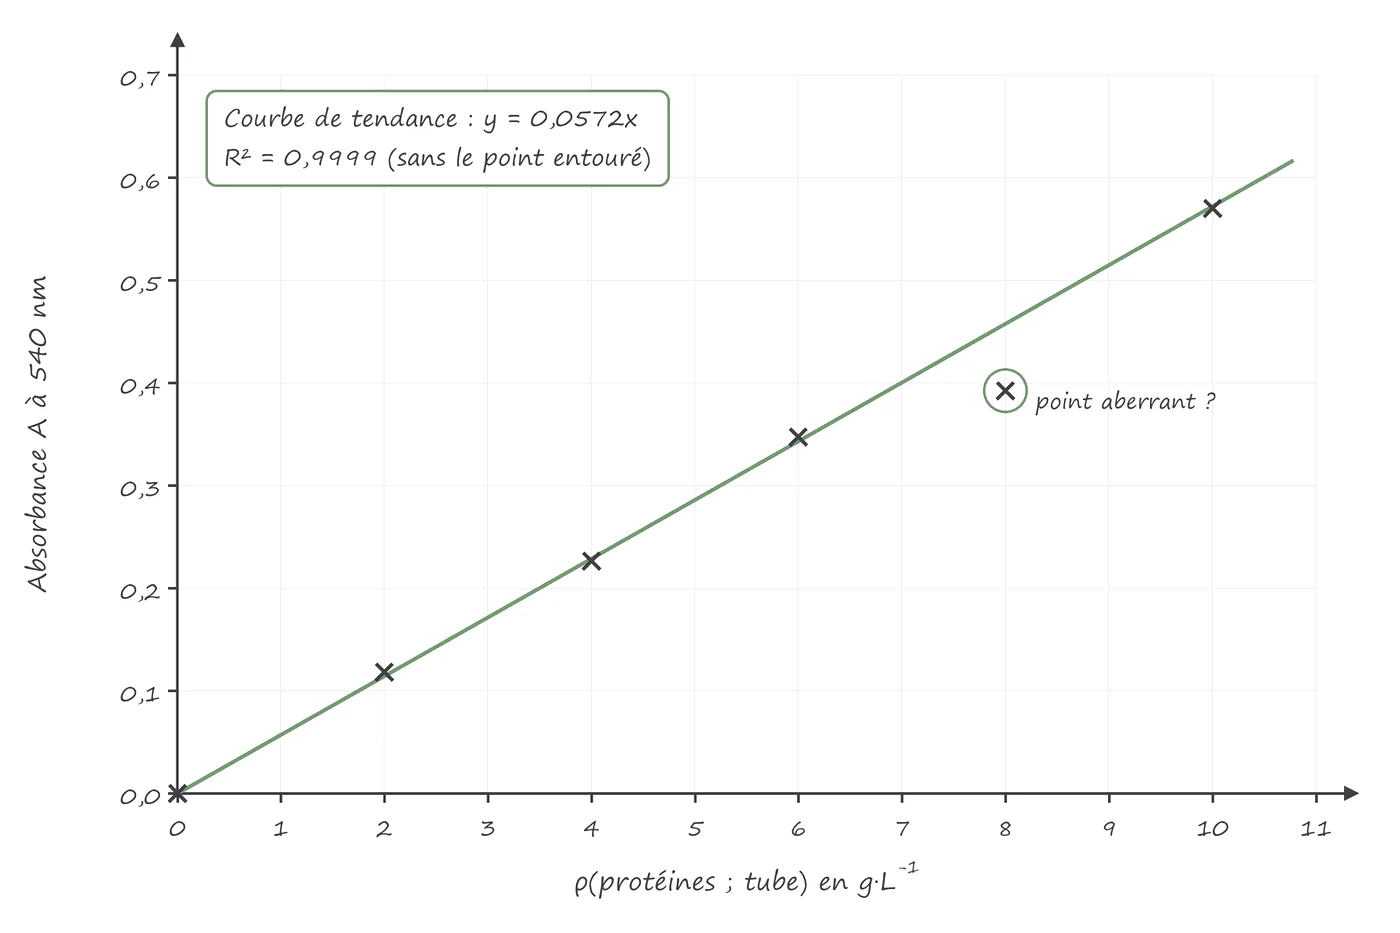 0,7
Courbe de tendance : y = 0,0572x
R² = 0,9999 (sans le point entouré)
0,6
0,5
0,4
point aberrant ?
0,3
0,2
0,1
0,0
0 1 2 3 4 5 6 7 8 9 10 11
Absorbance A à 540 nm
ρ(protéines ; tube) en g·L⁻¹